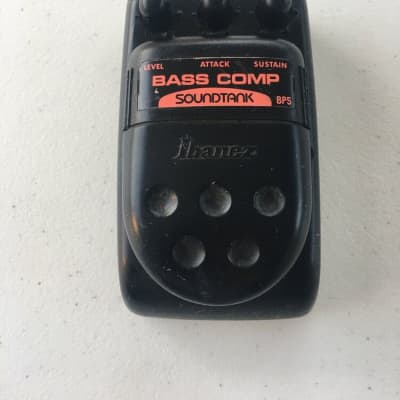 LEVEL ATTACK SUSTAIN
BASS COMP
SOUNDTANK BP5
Ibanez